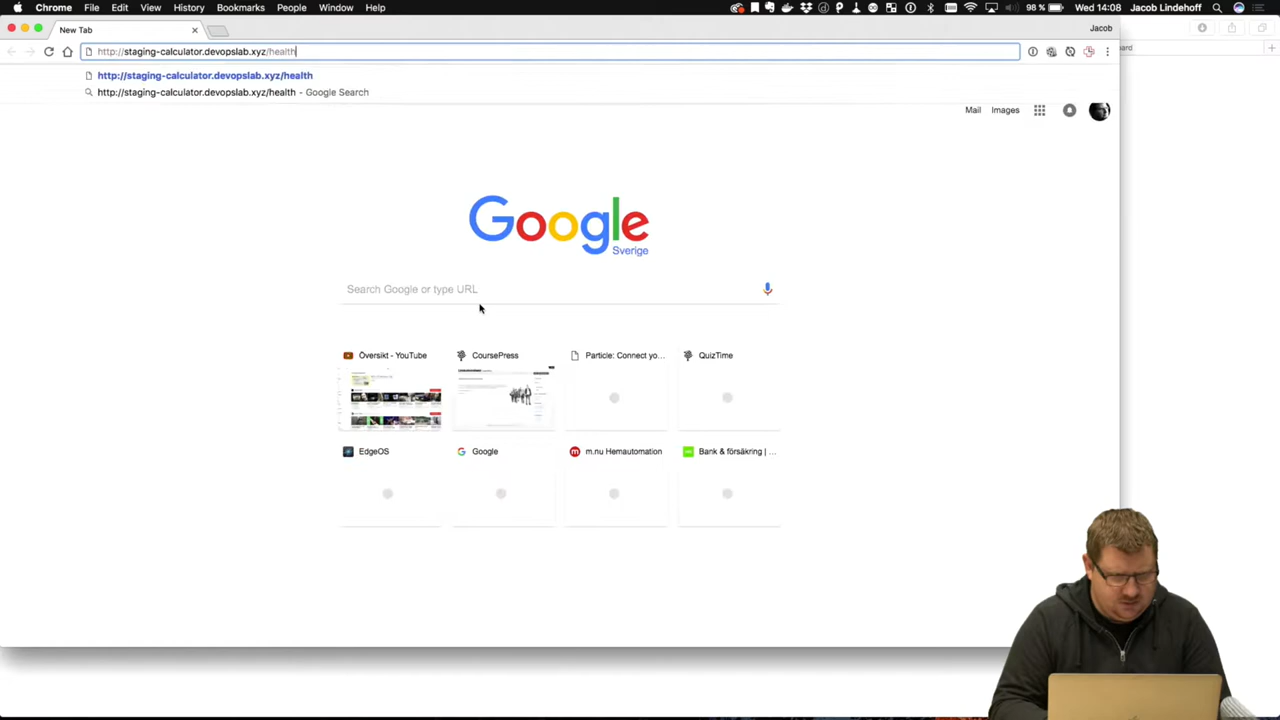 Chrome File Edit View History Bookmarks People Window Help 98 % Wed 14:08 Jacob Lindehoff
New Tab Jacob
http://staging-calculator.devopslab.xyz/health
http://staging-calculator.devopslab.xyz/health
http://staging-calculator.devopslab.xyz/health - Google Search
Mail Images
Google
Sverige
Search Google or type URL
Översikt - YouTube CoursePress Particle: Connect yo... QuizTime
EdgeOS Google m.nu Hemautomation Bank & försäkring | ...